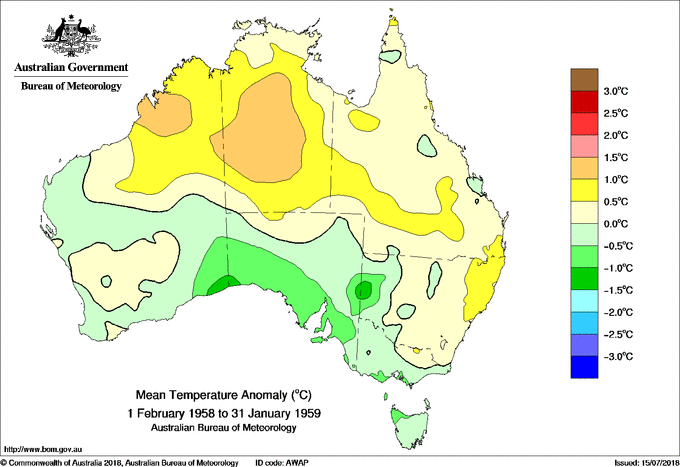 Australian Government
Bureau of Meteorology
3.0°C
2.5°C
2.0°C
1.5°C
1.0°C
0.5°C
0.0°C
-0.5°C
-1.0°C
-1.5°C
-2.0°C
-2.5°C
-3.0°C
Mean Temperature Anomaly (°C)
1 February 1958 to 31 January 1959
Australian Bureau of Meteorology
http://www.bom.gov.au
© Commonwealth of Australia 2018, Australian Bureau of Meteorology ID code: AWAP Issued: 15/07/2018